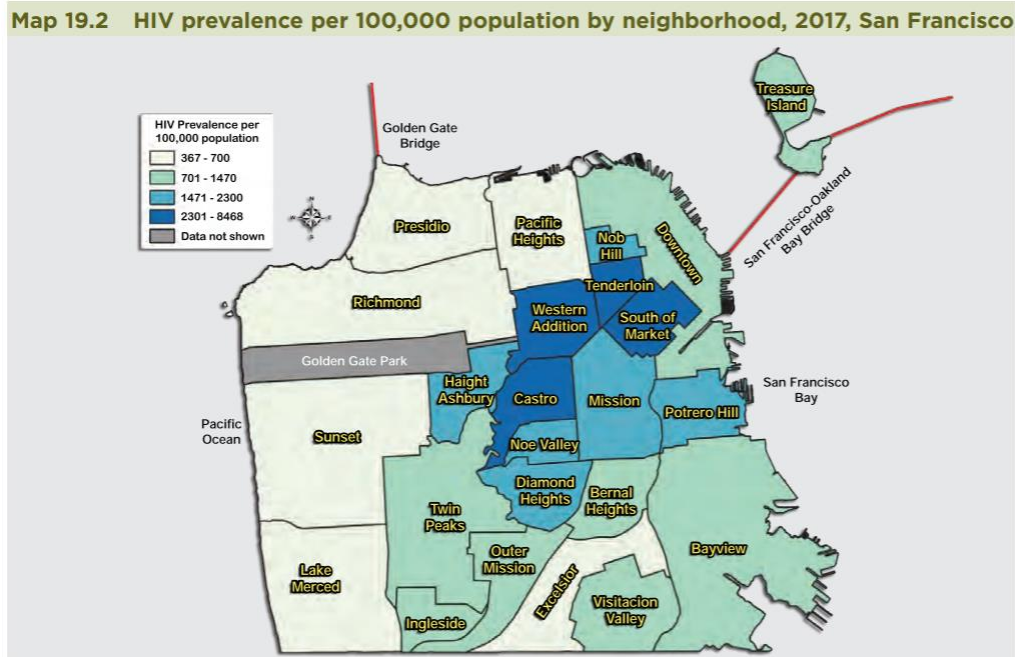 Map 19.2 HIV prevalence per 100,000 population by neighborhood, 2017, San Francisco
HIV Prevalence per
100,000 population
367 - 700
701 - 1470
1471 - 2300
2301 - 8468
Data not shown
Golden Gate
Bridge
Treasure
Island
San Francisco-Oakland
Bay Bridge
Presidio
Pacific
Heights
Nob
Hill
Downtown
Richmond
Tenderloin
Western
Addition
South of
Market
Golden Gate Park
Haight
Ashbury
Castro
Mission
Potrero Hill
San Francisco
Bay
Pacific
Ocean
Sunset
Noe Valley
Diamond
Heights
Bernal
Heights
Twin
Peaks
Outer
Mission
Bayview
Lake
Merced
Excelsior
Visitacion
Valley
Ingleside